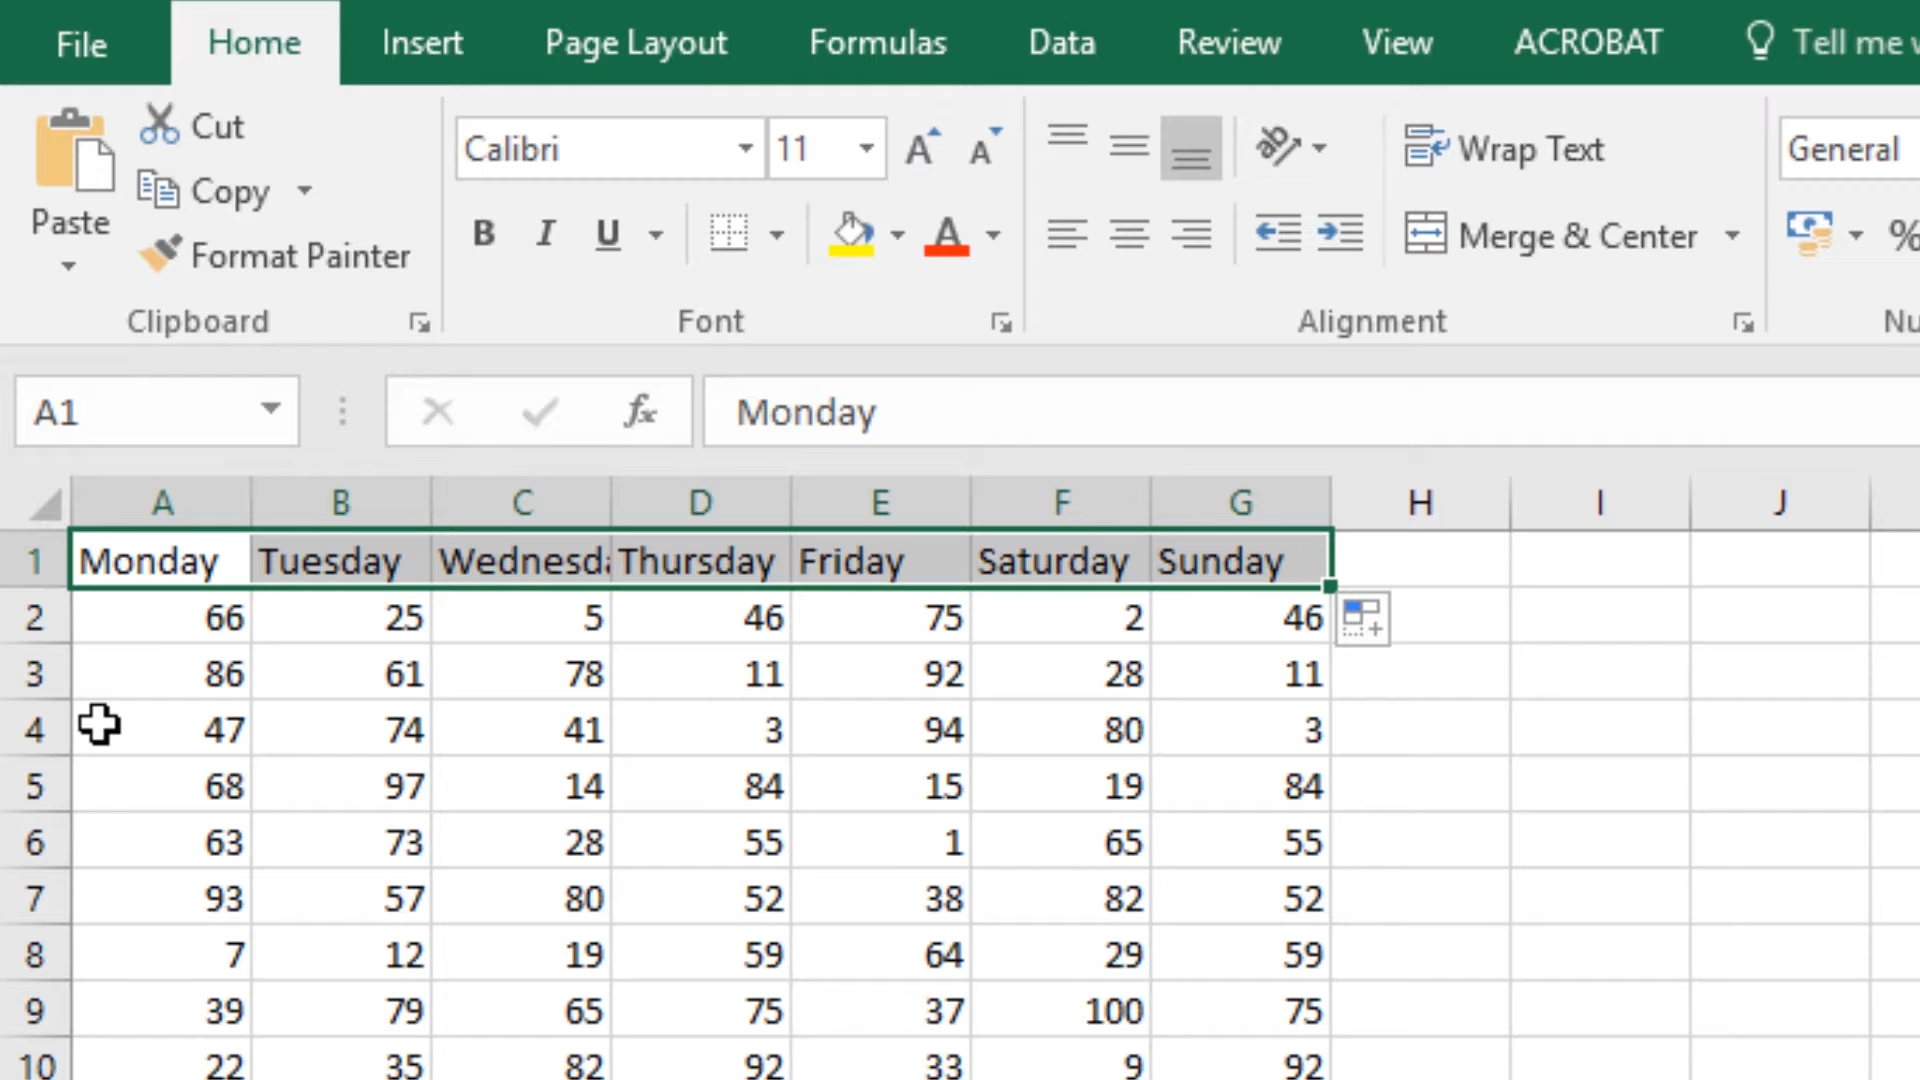 File Home Insert Page Layout Formulas Data Review View ACROBAT Tell me
Cut
Copy
Paste
Format Painter
Clipboard
Calibri 11 A A
B I U A
Font
ab Wrap Text
Merge & Center
Alignment
General
%
A1 fx Monday
A B C D E F G H I J
1 Monday Tuesday Wednesda Thursday Friday Saturday Sunday
2 66 25 5 46 75 2 46
3 86 61 78 11 92 28 11
4 47 74 41 3 94 80 3
5 68 97 14 84 15 19 84
6 63 73 28 55 1 65 55
7 93 57 80 52 38 82 52
8 7 12 19 59 64 29 59
9 39 79 65 75 37 100 75
10 22 35 82 92 33 9 92